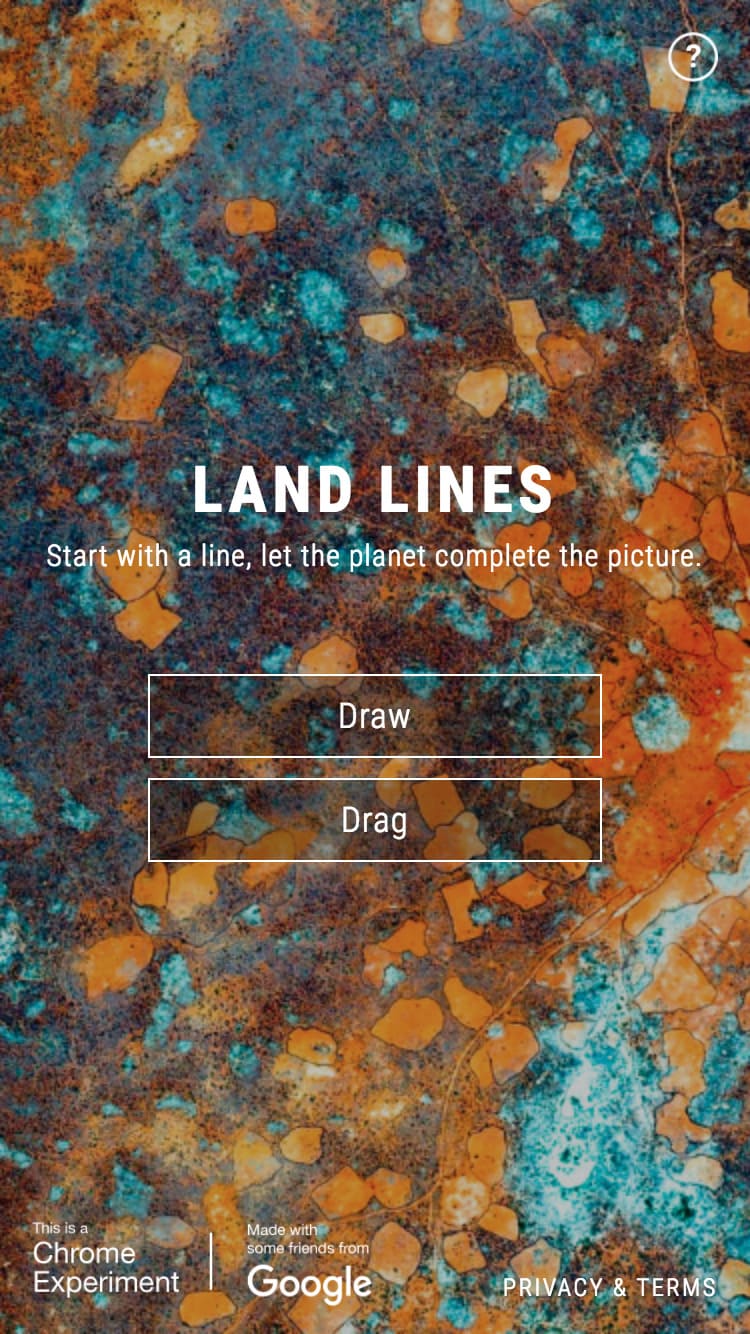 ?
LAND LINES
Start with a line, let the planet complete the picture.
Draw
Drag
This is a
Chrome
Experiment
Made with
some friends from
Google
PRIVACY & TERMS